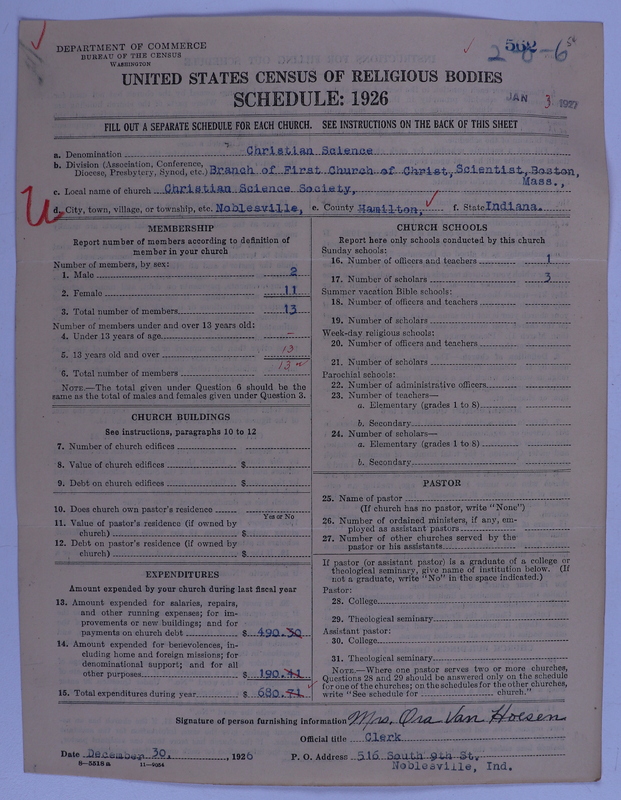 DEPARTMENT OF COMMERCE
BUREAU OF THE CENSUS
WASHINGTON
UNITED STATES CENSUS OF RELIGIOUS BODIES
SCHEDULE: 1926
JAN 3 1927
FILL OUT A SEPARATE SCHEDULE FOR EACH CHURCH. SEE INSTRUCTIONS ON THE BACK OF THIS SHEET
a. Denomination Christian Science
b. Division (Association, Conference, Diocese, Presbytery, Synod, etc.) Branch of First Church of Christ, Scientist, Boston, Mass.,
c. Local name of church Christian Science Society,
d. City, town, village, or township, etc. Noblesville, e. County Hamilton, f. State Indiana.
MEMBERSHIP
Report number of members according to definition of
member in your church
Number of members, by sex:
1. Male 2
2. Female 11
3. Total number of members 13
Number of members under and over 13 years old:
4. Under 13 years of age –
5. 13 years old and over 13
6. Total number of members 13
NOTE.—The total given under Question 6 should be the
same as the total of males and females given under Question 3.
CHURCH BUILDINGS
See instructions, paragraphs 10 to 12
7. Number of church edifices
8. Value of church edifices $
9. Debt on church edifices $
10. Does church own pastor's residence
Yes or No
11. Value of pastor's residence (if owned by
church) $
12. Debt on pastor's residence (if owned by
church) $
EXPENDITURES
Amount expended by your church during last fiscal year
13. Amount expended for salaries, repairs,
and other running expenses; for im-
provements or new buildings; and for
payments on church debt $ 490.30
14. Amount expended for benevolences, in-
cluding home and foreign missions; for
denominational support; and for all
other purposes $ 190.41
15. Total expenditures during year $ 680.71
CHURCH SCHOOLS
Report here only schools conducted by this church
Sunday schools:
16. Number of officers and teachers 1
17. Number of scholars 3
Summer vacation Bible schools:
18. Number of officers and teachers
19. Number of scholars
Week-day religious schools:
20. Number of officers and teachers
21. Number of scholars
Parochial schools:
22. Number of administrative officers
23. Number of teachers—
a. Elementary (grades 1 to 8)
b. Secondary
24. Number of scholars—
a. Elementary (grades 1 to 8)
b. Secondary
PASTOR
25. Name of pastor
(If church has no pastor, write "None")
26. Number of ordained ministers, if any, em-
ployed as assistant pastors
27. Number of other churches served by the
pastor or his assistants
If pastor (or assistant pastor) is a graduate of a college or
theological seminary, give name of institution below. (If
not a graduate, write "No" in the space indicated.)
Pastor:
28. College
29. Theological seminary
Assistant pastor:
30. College
31. Theological seminary
NOTE.—Where one pastor serves two or more churches,
Questions 28 and 29 should be answered only on the schedule
for one of the churches; on the schedules for the other churches,
write "See schedule for church."
Signature of person furnishing information Mrs. Ora Van Hoesen
Official title Clerk
Date December 30, 1926 P. O. Address 516 South 9th St.
8—5518 a 11—9054 Noblesville, Ind.